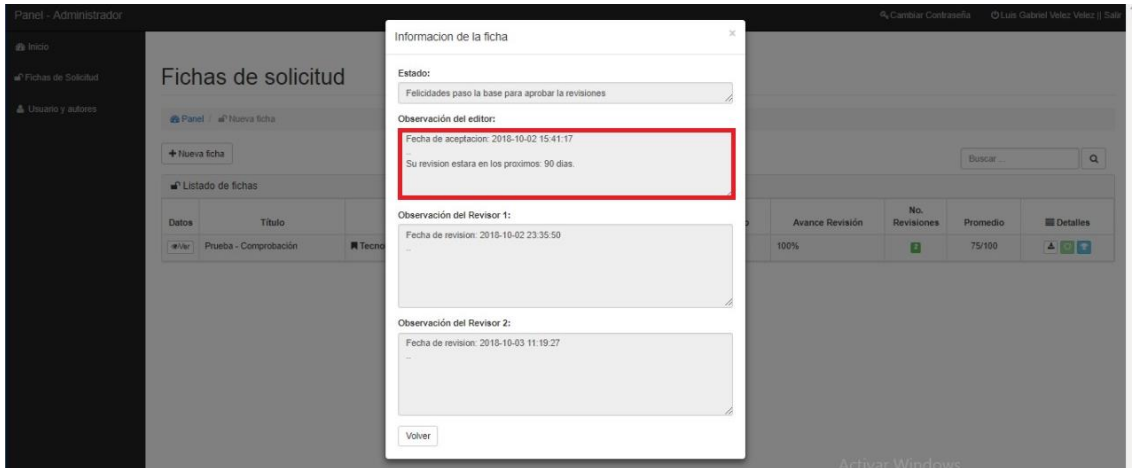 Panel - Administrador
Cambiar Contraseña
Luis Gabriel Velez Velez || Salir
Inicio
Fichas de Solicitud
Usuario y autores
Fichas de solicitud
Panel / Nueva ficha
+ Nueva ficha
Buscar ...
Listado de fichas
Datos
Título
Avance Revisión
No. Revisiones
Promedio
Detalles
Ver
Prueba - Comprobación
Tecno
100%
75/100
Informacion de la ficha
×
Estado:
Felicidades paso la base para aprobar la revisiones
Observación del editor:
Fecha de aceptacion: 2018-10-02 15:41:17
..
Su revision estara en los proximos: 90 dias.
Observación del Revisor 1:
Fecha de revision: 2018-10-02 23:35:50
..
Observación del Revisor 2:
Fecha de revision: 2018-10-03 11:19:27
..
Volver
Activar Windows